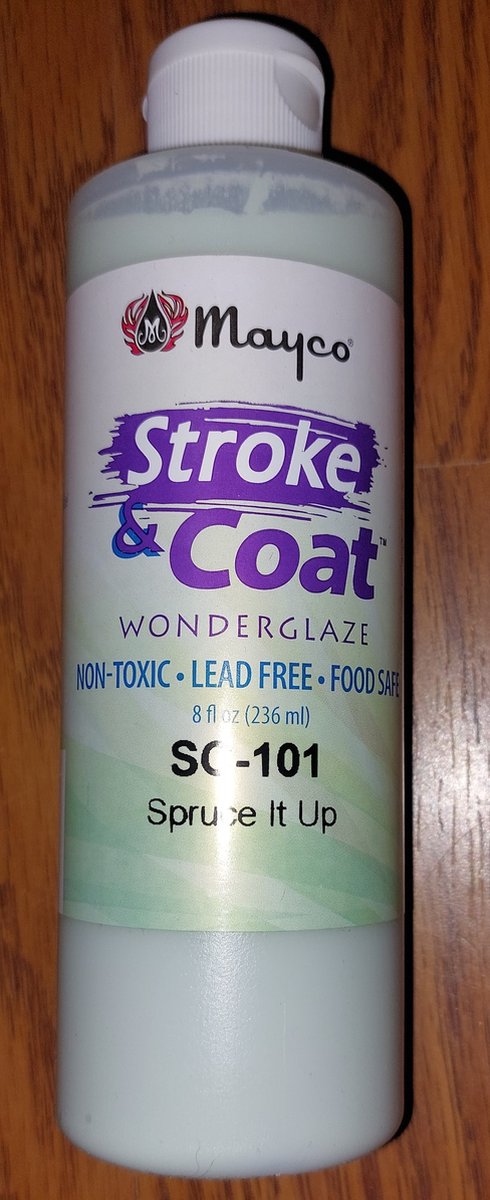 Mayco®
Stroke
& Coat™
WONDERGLAZE
NON-TOXIC • LEAD FREE • FOOD SAFE
8 fl oz (236 ml)
SC-101
Spruce It Up